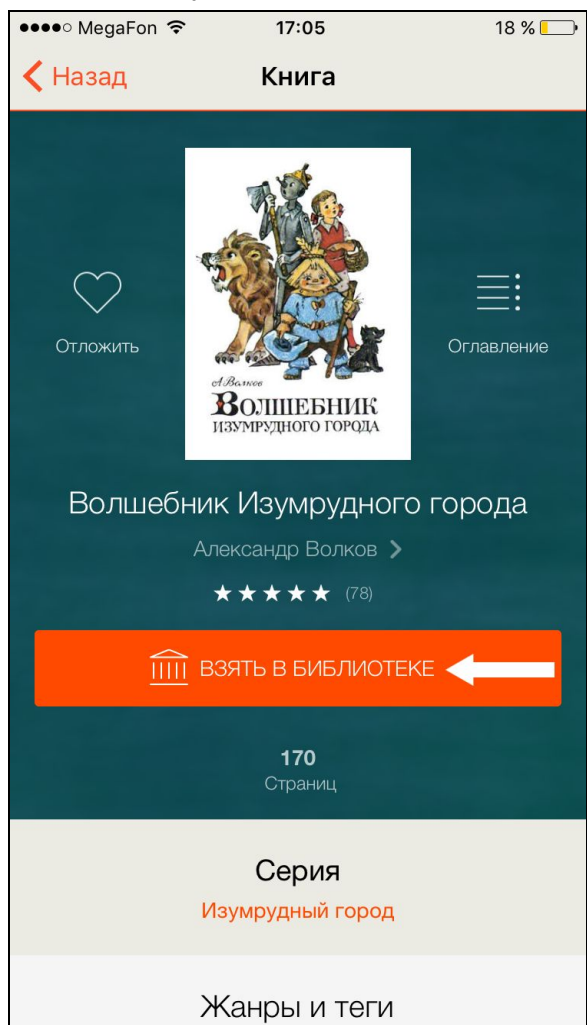 MegaFon 17:05 18 %
Назад Книга
А.Волков
ВОЛШЕБНИК
ИЗУМРУДНОГО ГОРОДА
Отложить
Оглавление
Волшебник Изумрудного города
Александр Волков
(78)
ВЗЯТЬ В БИБЛИОТЕКЕ
170
Страниц
Серия
Изумрудный город
Жанры и теги